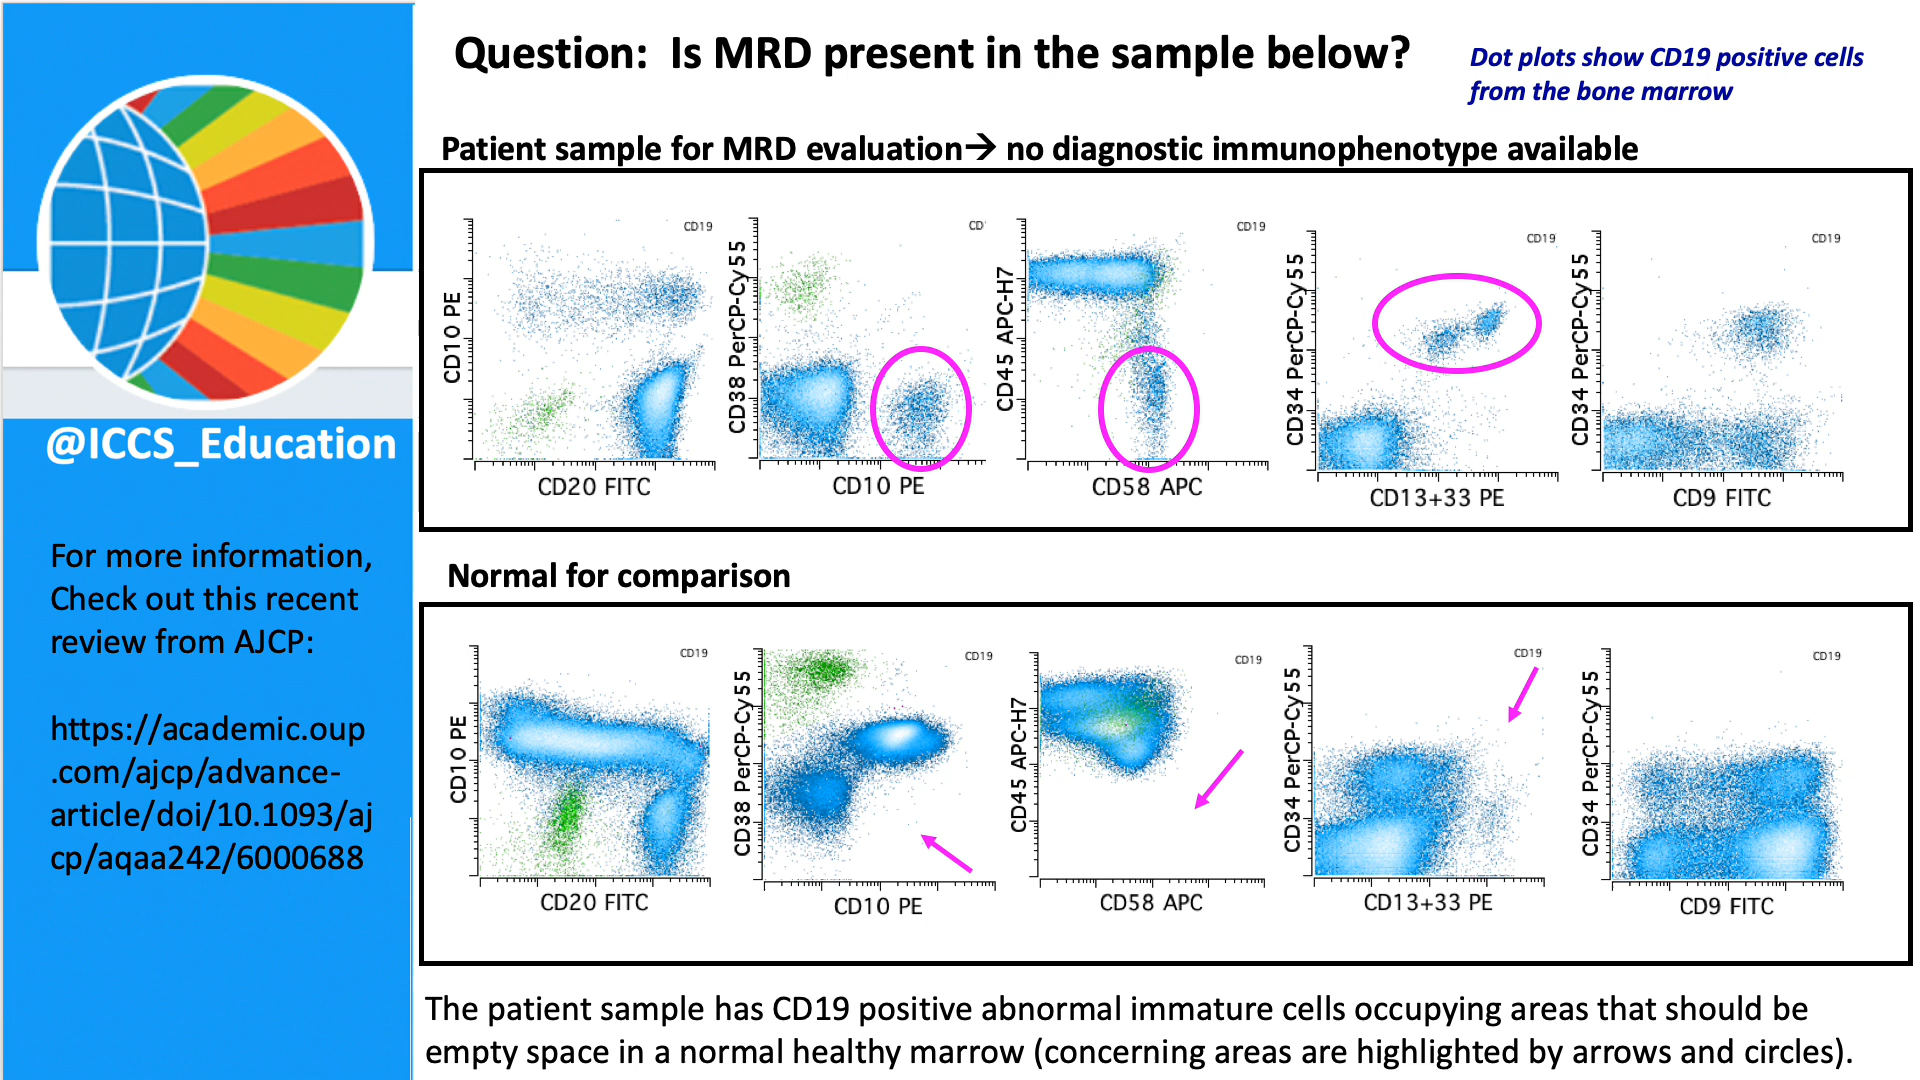 Question: Is MRD present in the sample below?
Dot plots show CD19 positive cells
from the bone marrow
Patient sample for MRD evaluation→ no diagnostic immunophenotype available
CD19
CD10 PE
CD20 FITC
CD'
CD38 PerCP-Cy55
CD10 PE
CD19
CD45 APC-H7
CD58 APC
CD19
CD34 PerCP-Cy55
CD13+33 PE
CD19
CD34 PerCP-Cy55
CD9 FITC
@ICCS_Education
For more information,
Check out this recent
review from AJCP:
https://academic.oup
.com/ajcp/advance-
article/doi/10.1093/aj
cp/aqaa242/6000688
Normal for comparison
CD19
CD10 PE
CD20 FITC
CD19
CD38 PerCP-Cy55
CD10 PE
CD19
CD45 APC-H7
CD58 APC
CD19
CD34 PerCP-Cy55
CD13+33 PE
CD19
CD34 PerCP-Cy55
CD9 FITC
The patient sample has CD19 positive abnormal immature cells occupying areas that should be
empty space in a normal healthy marrow (concerning areas are highlighted by arrows and circles).